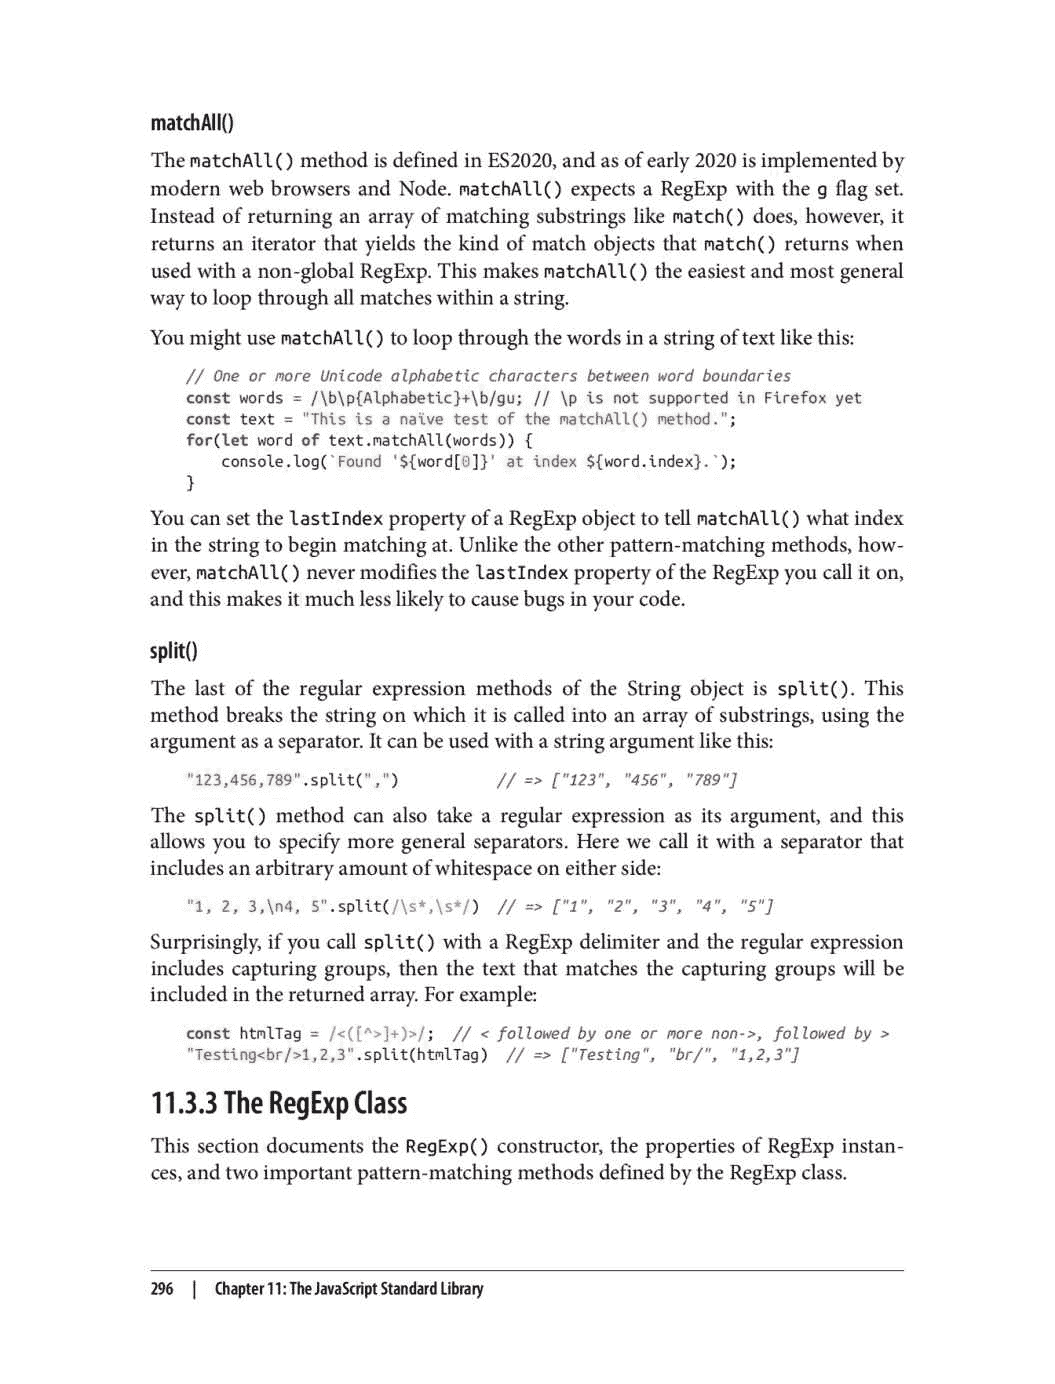 matchAll()
The matchAll() method is defined in ES2020, and as of early 2020 is implemented by
modern web browsers and Node. matchAll() expects a RegExp with the g flag set.
Instead of returning an array of matching substrings like match() does, however, it
returns an iterator that yields the kind of match objects that match() returns when
used with a non-global RegExp. This makes matchAll() the easiest and most general
way to loop through all matches within a string.
You might use matchAll() to loop through the words in a string of text like this:
// One or more Unicode alphabetic characters between word boundaries
const words = /\b\p{Alphabetic}+\b/gu; // \p is not supported in Firefox yet
const text = "This is a naïve test of the matchAll() method.";
for(let word of text.matchAll(words)) {
    console.log(`Found '${word[0]}' at index ${word.index}.`);
}
You can set the lastIndex property of a RegExp object to tell matchAll() what index
in the string to begin matching at. Unlike the other pattern-matching methods, how-
ever, matchAll() never modifies the lastIndex property of the RegExp you call it on,
and this makes it much less likely to cause bugs in your code.
split()
The last of the regular expression methods of the String object is split(). This
method breaks the string on which it is called into an array of substrings, using the
argument as a separator. It can be used with a string argument like this:
"123,456,789".split(",")           // => ["123", "456", "789"]
The split() method can also take a regular expression as its argument, and this
allows you to specify more general separators. Here we call it with a separator that
includes an arbitrary amount of whitespace on either side:
"1, 2, 3,\n4, 5".split(/\s*,\s*/)  // => ["1", "2", "3", "4", "5"]
Surprisingly, if you call split() with a RegExp delimiter and the regular expression
includes capturing groups, then the text that matches the capturing groups will be
included in the returned array. For example:
const htmlTag = /<([^>]+)>/;  // < followed by one or more non->, followed by >
"Testing<br/>1,2,3".split(htmlTag)  // => ["Testing", "br/", "1,2,3"]
11.3.3 The RegExp Class
This section documents the RegExp() constructor, the properties of RegExp instan-
ces, and two important pattern-matching methods defined by the RegExp class.
296 | Chapter 11: The JavaScript Standard Library